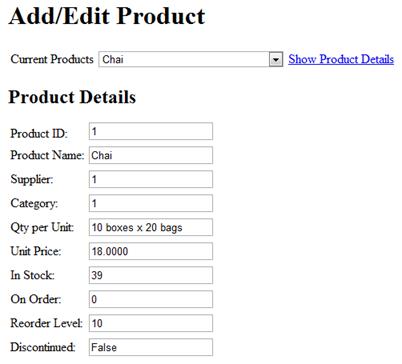 Add/Edit Product
Current Products Chai Show Product Details
Product Details
Product ID: 1
Product Name: Chai
Supplier: 1
Category: 1
Qty per Unit: 10 boxes x 20 bags
Unit Price: 18.0000
In Stock: 39
On Order: 0
Reorder Level: 10
Discontinued: False